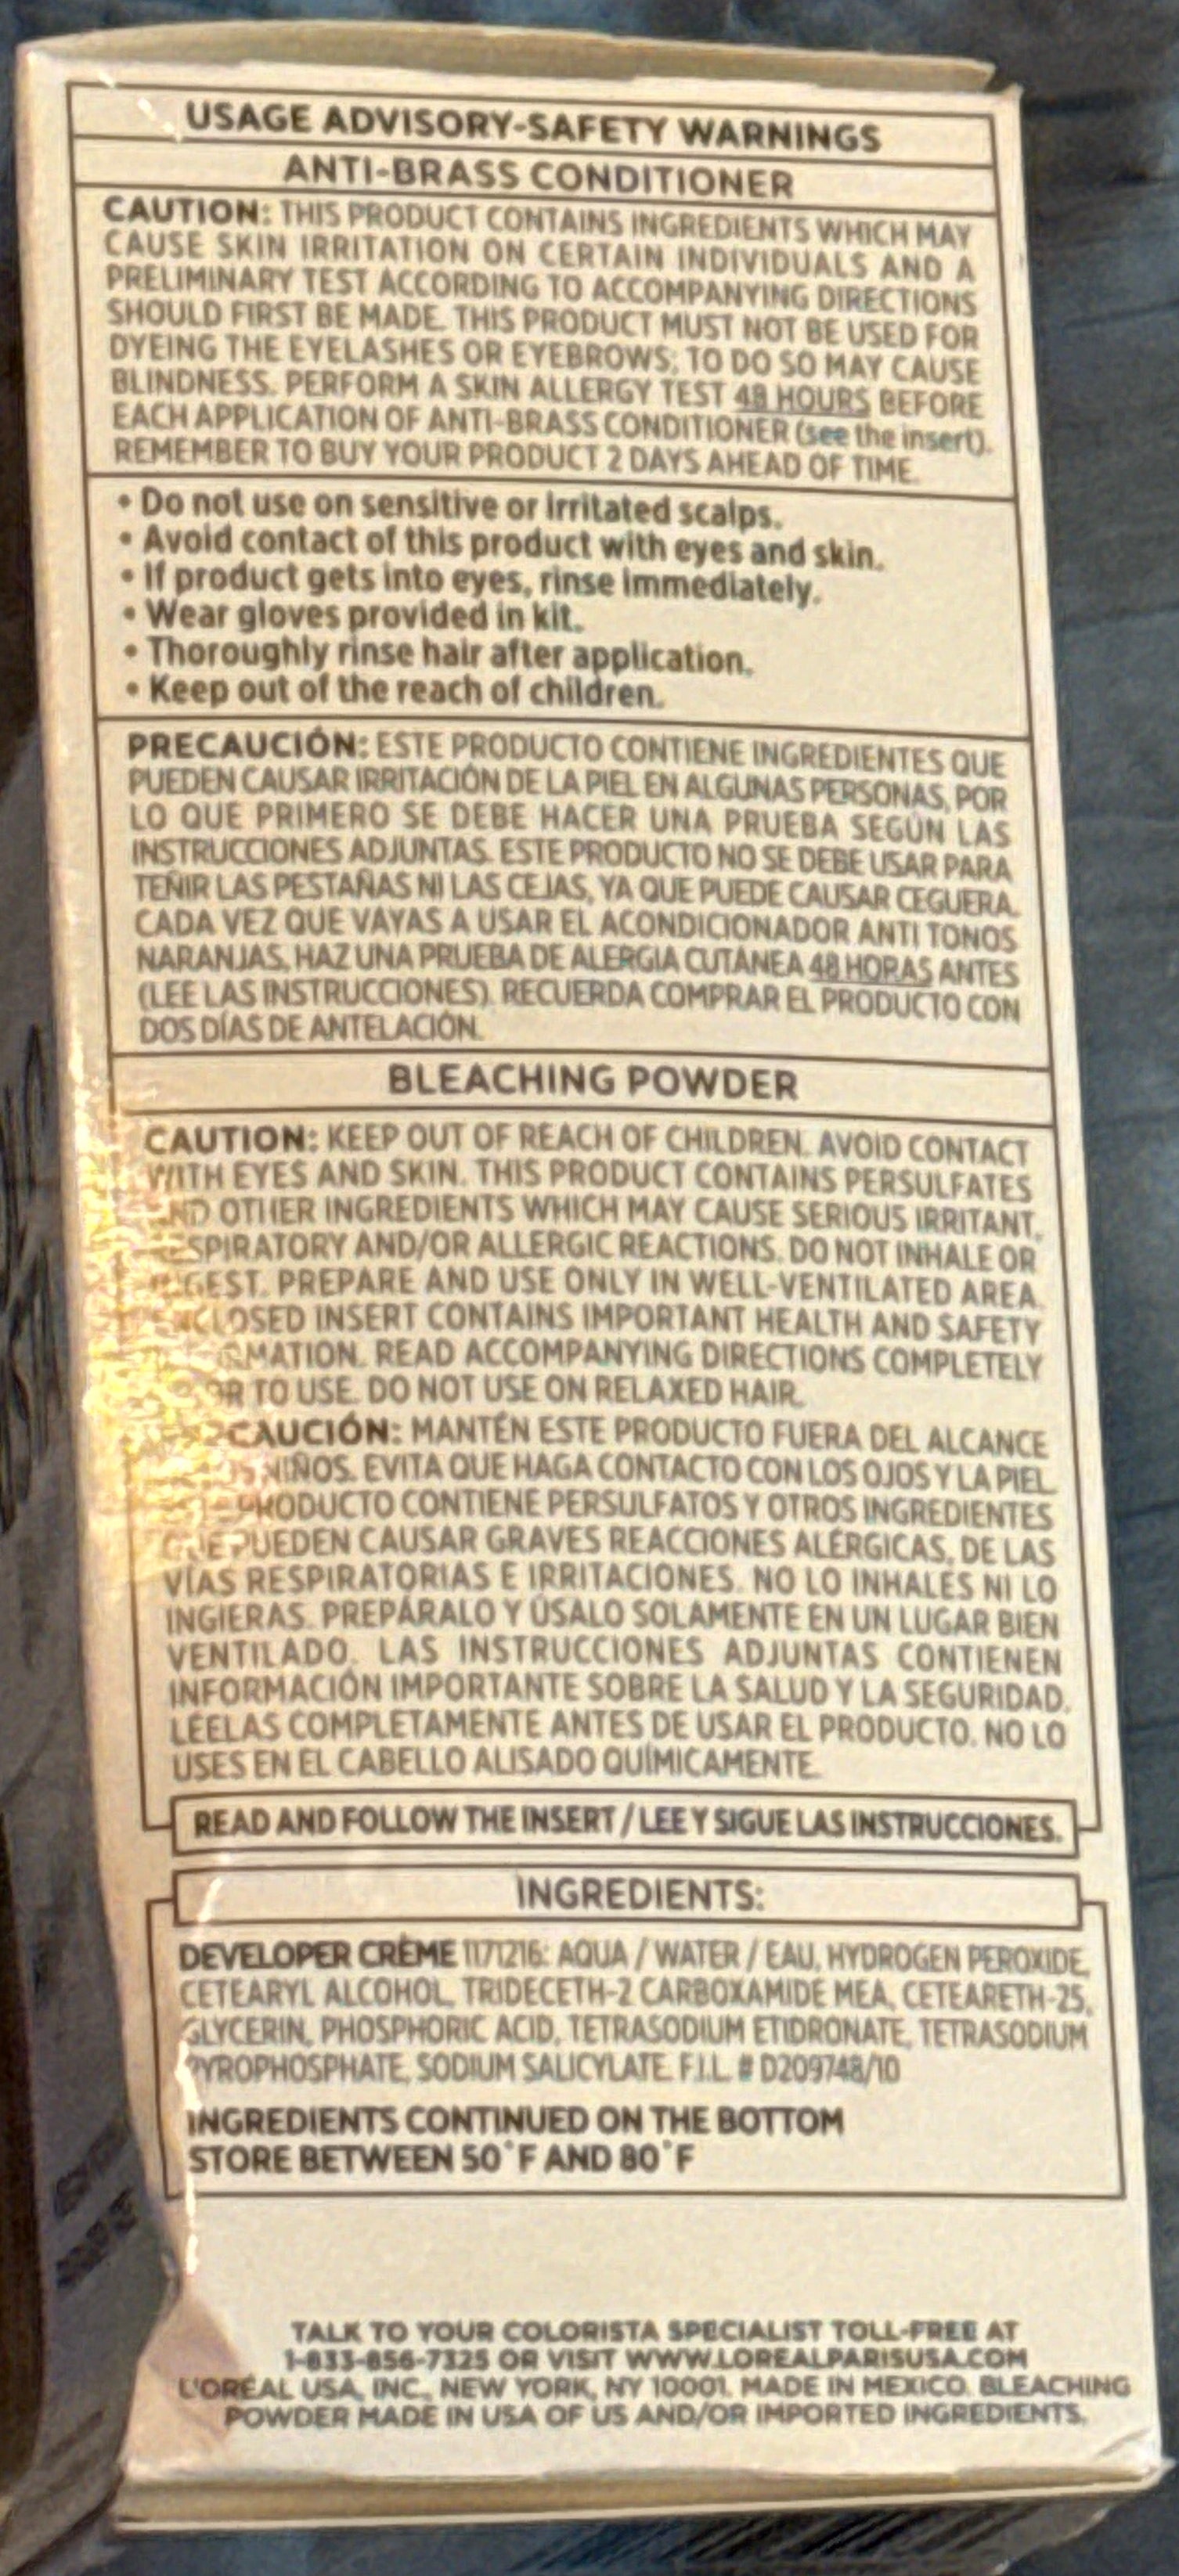 USAGE ADVISORY-SAFETY WARNINGS
ANTI-BRASS CONDITIONER
CAUTION: THIS PRODUCT CONTAINS INGREDIENTS WHICH MAY
CAUSE SKIN IRRITATION ON CERTAIN INDIVIDUALS AND A
PRELIMINARY TEST ACCORDING TO ACCOMPANYING DIRECTIONS
SHOULD FIRST BE MADE. THIS PRODUCT MUST NOT BE USED FOR
DYEING THE EYELASHES OR EYEBROWS; TO DO SO MAY CAUSE
BLINDNESS. PERFORM A SKIN ALLERGY TEST 48 HOURS BEFORE
EACH APPLICATION OF ANTI-BRASS CONDITIONER (see the insert).
REMEMBER TO BUY YOUR PRODUCT 2 DAYS AHEAD OF TIME.
• Do not use on sensitive or irritated scalps.
• Avoid contact of this product with eyes and skin.
• If product gets into eyes, rinse immediately.
• Wear gloves provided in kit.
• Thoroughly rinse hair after application.
• Keep out of the reach of children.
PRECAUCIÓN: ESTE PRODUCTO CONTIENE INGREDIENTES QUE
PUEDEN CAUSAR IRRITACIÓN DE LA PIEL EN ALGUNAS PERSONAS, POR
LO QUE PRIMERO SE DEBE HACER UNA PRUEBA SEGÚN LAS
INSTRUCCIONES ADJUNTAS. ESTE PRODUCTO NO SE DEBE USAR PARA
TEÑIR LAS PESTAÑAS NI LAS CEJAS, YA QUE PUEDE CAUSAR CEGUERA.
CADA VEZ QUE VAYAS A USAR EL ACONDICIONADOR ANTI TONOS
NARANJAS, HAZ UNA PRUEBA DE ALERGIA CUTÁNEA 48 HORAS ANTES
(LEE LAS INSTRUCCIONES). RECUERDA COMPRAR EL PRODUCTO CON
DOS DÍAS DE ANTELACIÓN.
BLEACHING POWDER
CAUTION: KEEP OUT OF REACH OF CHILDREN. AVOID CONTACT
WITH EYES AND SKIN. THIS PRODUCT CONTAINS PERSULFATES
AND OTHER INGREDIENTS WHICH MAY CAUSE SERIOUS IRRITANT,
RESPIRATORY AND/OR ALLERGIC REACTIONS. DO NOT INHALE OR
INGEST. PREPARE AND USE ONLY IN WELL-VENTILATED AREA.
ENCLOSED INSERT CONTAINS IMPORTANT HEALTH AND SAFETY
INFORMATION. READ ACCOMPANYING DIRECTIONS COMPLETELY
TO USE. DO NOT USE ON RELAXED HAIR.
PRECAUCIÓN: MANTÉN ESTE PRODUCTO FUERA DEL ALCANCE
NIÑOS. EVITA QUE HAGA CONTACTO CON LOS OJOS Y LA PIEL.
PRODUCTO CONTIENE PERSULFATOS Y OTROS INGREDIENTES
QUE PUEDEN CAUSAR GRAVES REACCIONES ALÉRGICAS, DE LAS
VÍAS RESPIRATORIAS E IRRITACIONES. NO LO INHALES NI LO
INGIERAS. PREPÁRALO Y ÚSALO SOLAMENTE EN UN LUGAR BIEN
VENTILADO. LAS INSTRUCCIONES ADJUNTAS CONTIENEN
INFORMACIÓN IMPORTANTE SOBRE LA SALUD Y LA SEGURIDAD.
LÉELAS COMPLETAMENTE ANTES DE USAR EL PRODUCTO. NO LO
USES EN EL CABELLO ALISADO QUÍMICAMENTE.
READ AND FOLLOW THE INSERT / LEE Y SIGUE LAS INSTRUCCIONES.
INGREDIENTS:
DEVELOPER CRÈME 1171216: AQUA / WATER / EAU, HYDROGEN PEROXIDE,
CETEARYL ALCOHOL, TRIDECETH-2 CARBOXAMIDE MEA, CETEARETH-25,
GLYCERIN, PHOSPHORIC ACID, TETRASODIUM ETIDRONATE, TETRASODIUM
PYROPHOSPHATE, SODIUM SALICYLATE. F.I.L. # D209748/10
INGREDIENTS CONTINUED ON THE BOTTOM
STORE BETWEEN 50°F AND 80°F
TALK TO YOUR COLORISTA SPECIALIST TOLL-FREE AT
1-833-856-7325 OR VISIT WWW.LOREALPARISUSA.COM
L'ORÉAL USA, INC., NEW YORK, NY 10001. MADE IN MEXICO. BLEACHING
POWDER MADE IN USA OF US AND/OR IMPORTED INGREDIENTS.